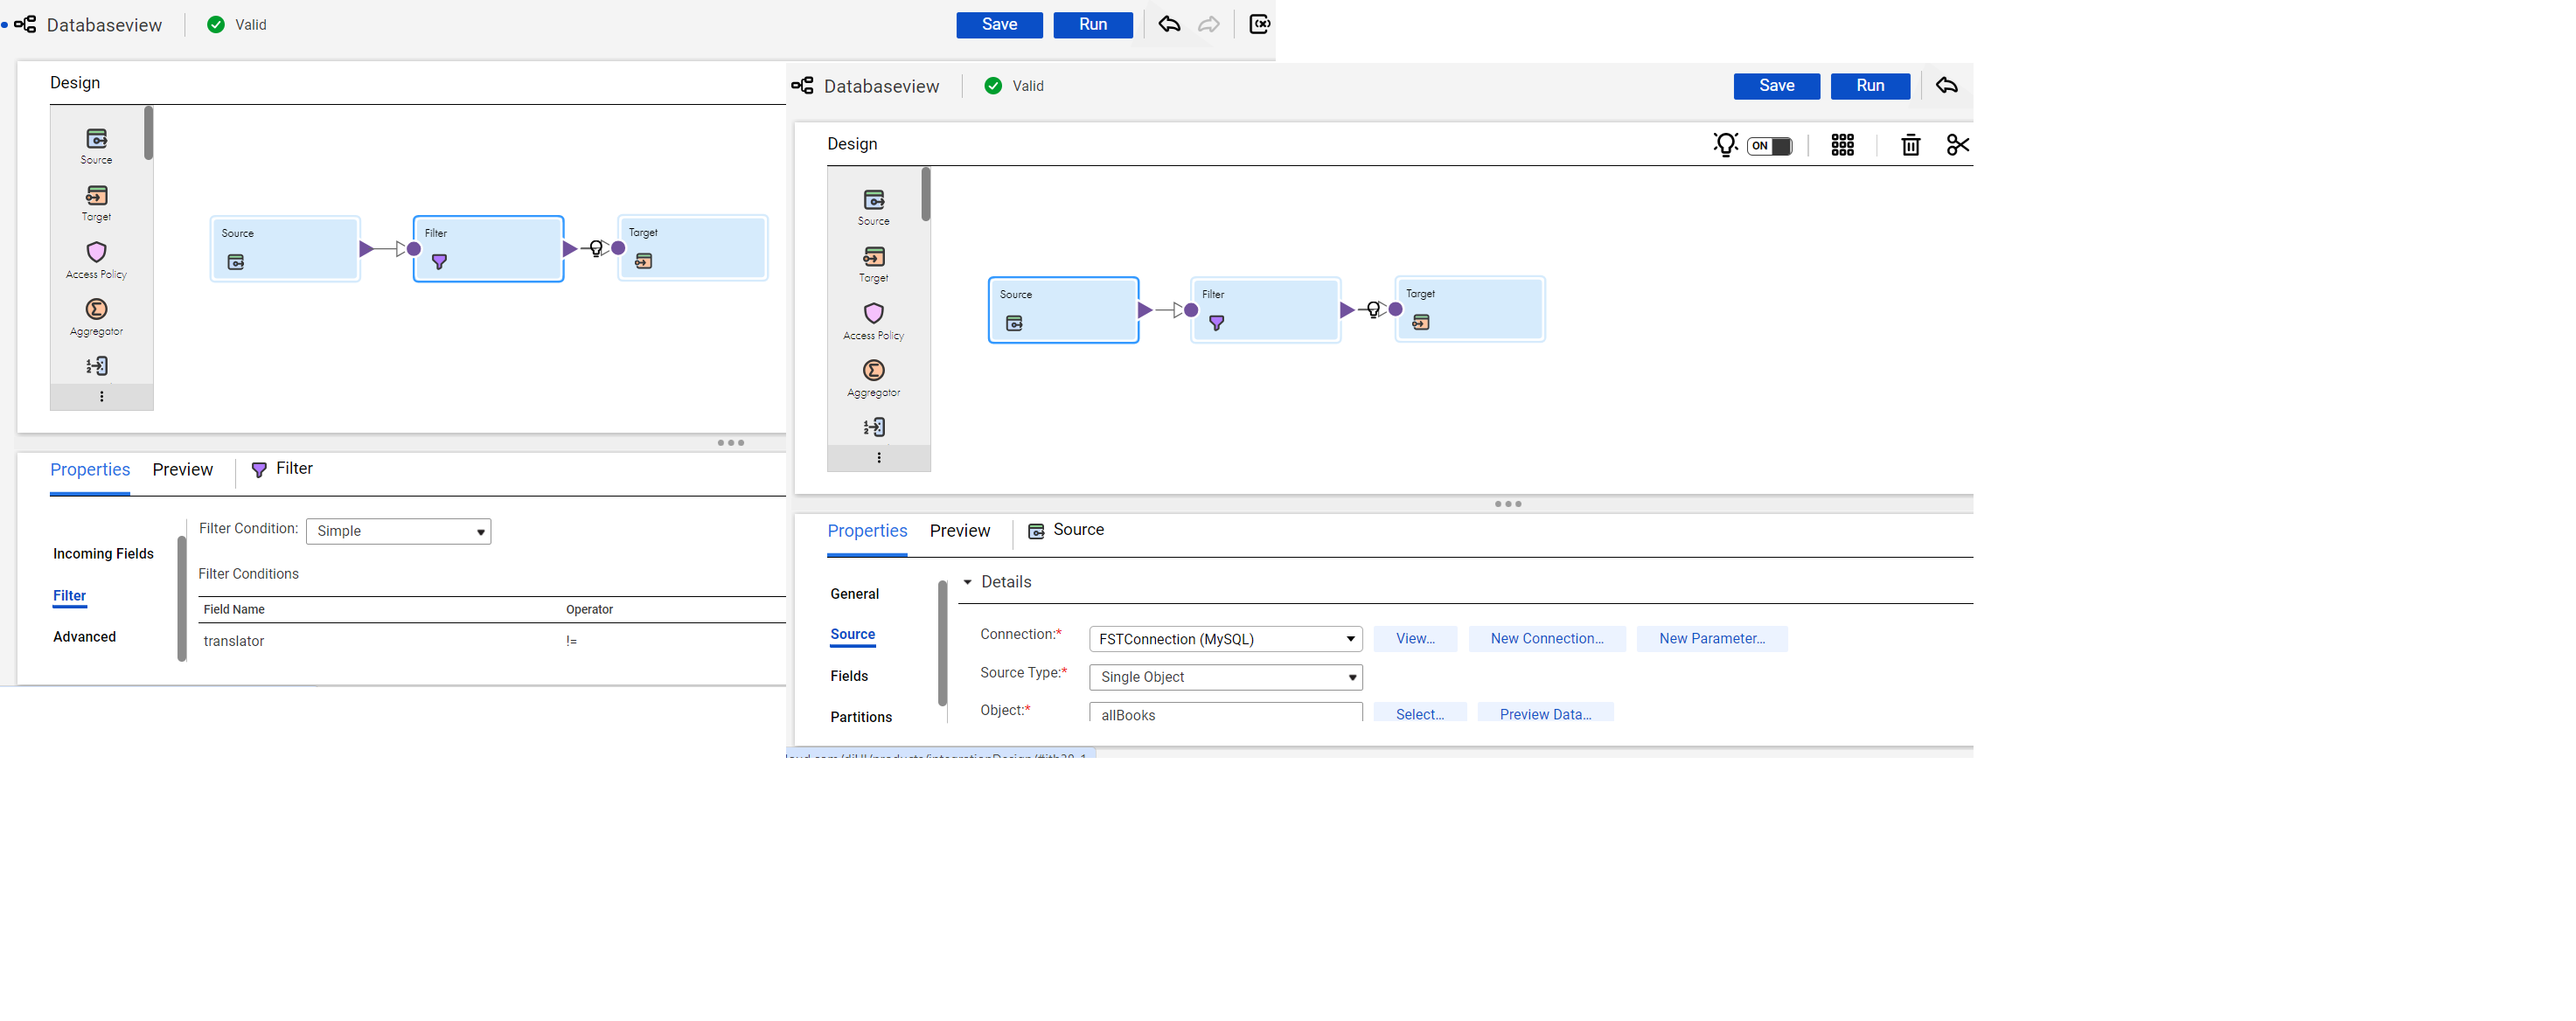 Databaseview Valid Save Run
Design
Source
Target
Access Policy
Aggregator
Source Filter Target
Properties Preview Filter
Incoming Fields
Filter
Advanced
Filter Condition: Simple
Filter Conditions
Field Name Operator
translator !=
Databaseview Valid Save Run
Design ON
Source
Target
Access Policy
Aggregator
Source Filter Target
Properties Preview Source
General
Source
Fields
Partitions
Details
Connection:* FSTConnection (MySQL) View... New Connection... New Parameter...
Source Type:* Single Object
Object:* allBooks Select... Preview Data...